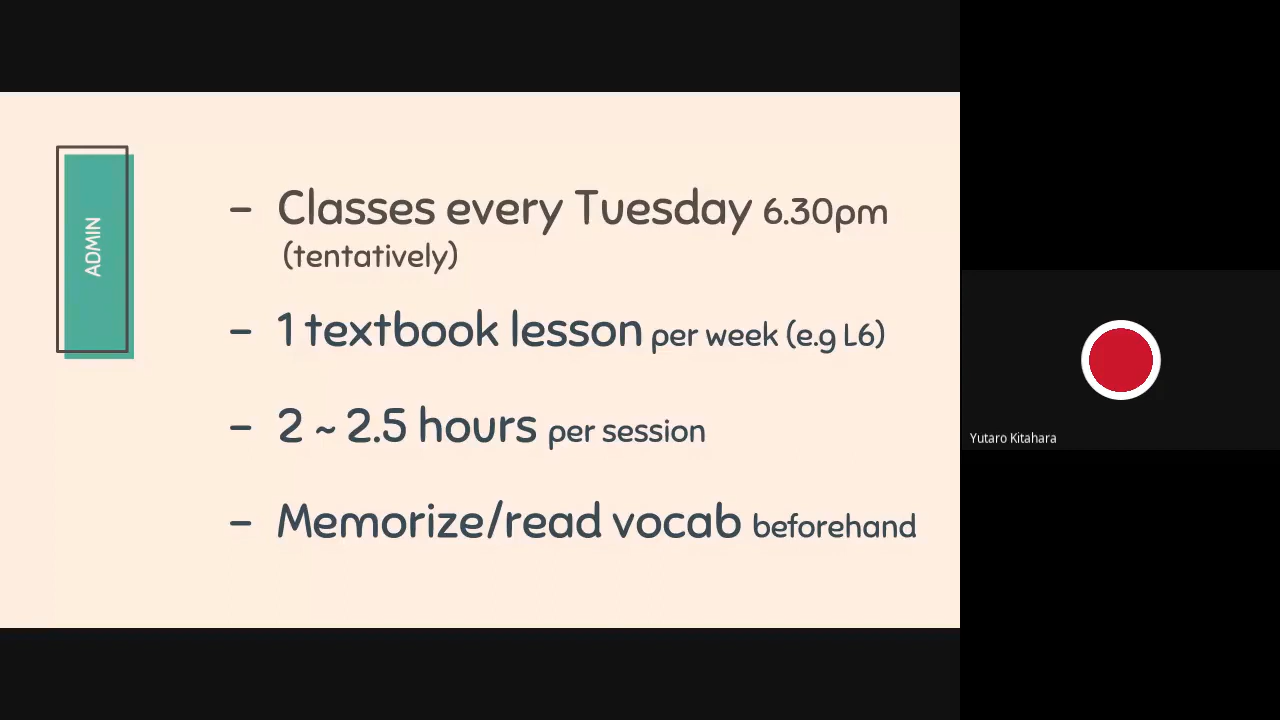 ADMIN
- Classes every Tuesday 6.30pm
(tentatively)
- 1 textbook lesson per week (e.g L6)
- 2 ~ 2.5 hours per session
- Memorize/read vocab beforehand
Yutaro Kitahara